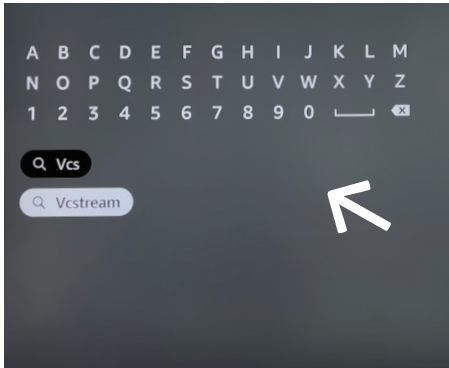 A B C D E F G H I J K L M
N O P Q R S T U V W X Y Z
1 2 3 4 5 6 7 8 9 0
Vcs
Vcstream